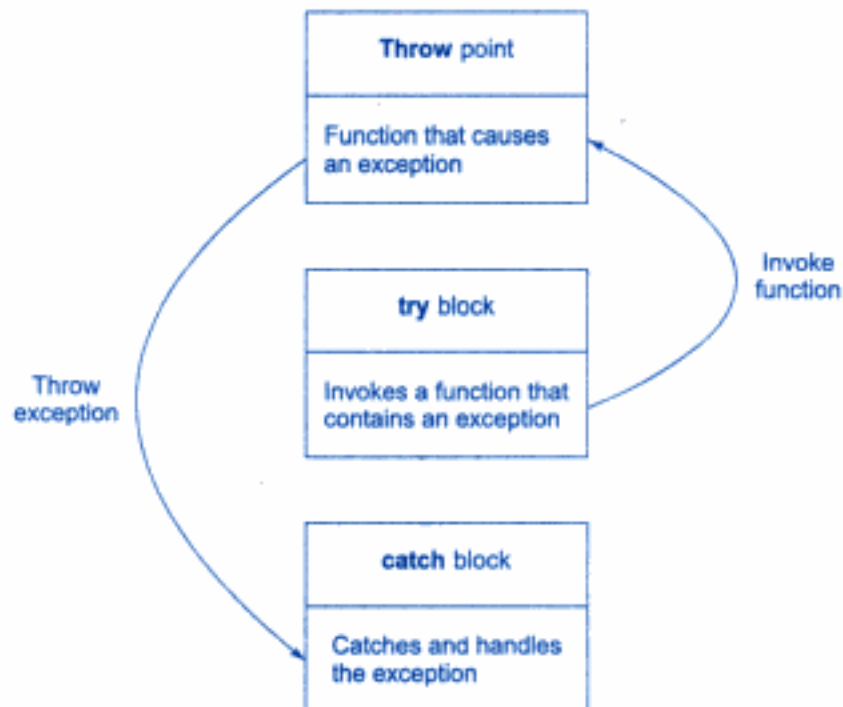 Throw point
Function that causes
an exception
Invoke
function
try block
Invokes a function that
contains an exception
Throw
exception
catch block
Catches and handles
the exception